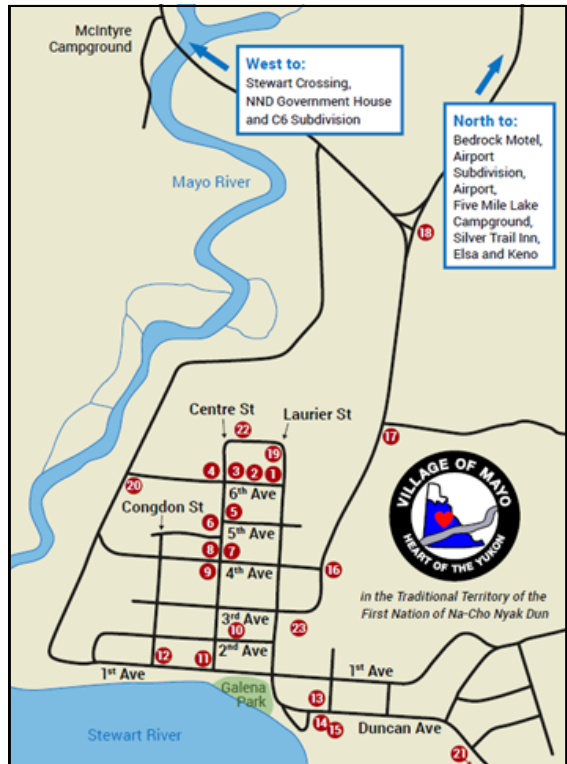 McIntyre
Campground
West to:
Stewart Crossing,
NND Government House
and C6 Subdivision
North to:
Bedrock Motel,
Airport
Subdivision,
Airport,
Five Mile Lake
Campground,
Silver Trail Inn,
Elsa and Keno
Mayo River
18
Centre St
Laurier St
22
19
17
4
3
2
1
20
6th Ave
Congdon St
5
6
5th Ave
8
7
9
4th Ave
16
VILLAGE OF MAYO
HEART OF THE YUKON
in the Traditional Territory of the
First Nation of Na-Cho Nyak Dun
3rd Ave
10
23
2nd Ave
12
11
1st Ave
1st Ave
Galena
Park
13
14
15
Duncan Ave
Stewart River
21